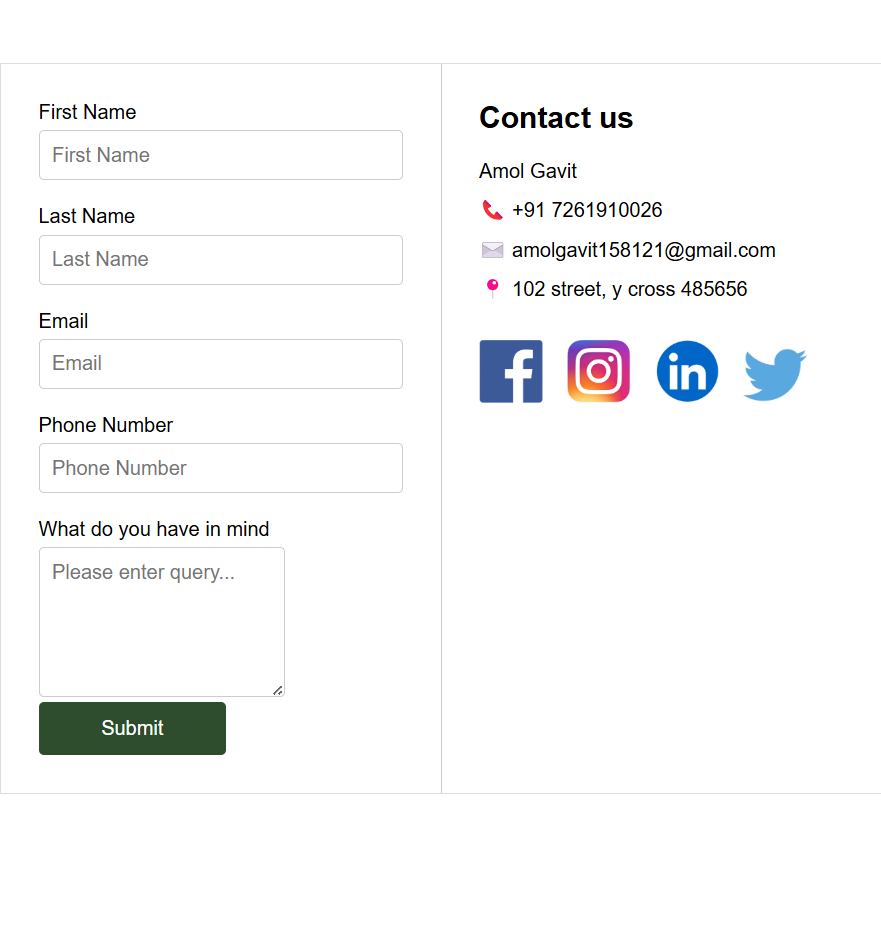 First Name
First Name
Last Name
Last Name
Email
Email
Phone Number
Phone Number
What do you have in mind
Please enter query...
Submit
Contact us
Amol Gavit
+91 7261910026
amolgavit158121@gmail.com
102 street, y cross 485656
f
in